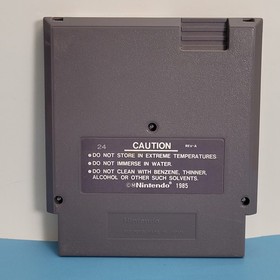 24 CAUTION REV-A
•DO NOT STORE IN EXTREME TEMPERATURES
•DO NOT IMMERSE IN WATER.
•DO NOT CLEAN WITH BENZENE, THINNER,
ALCOHOL OR OTHER SUCH SOLVENTS.
©Nintendo 1985